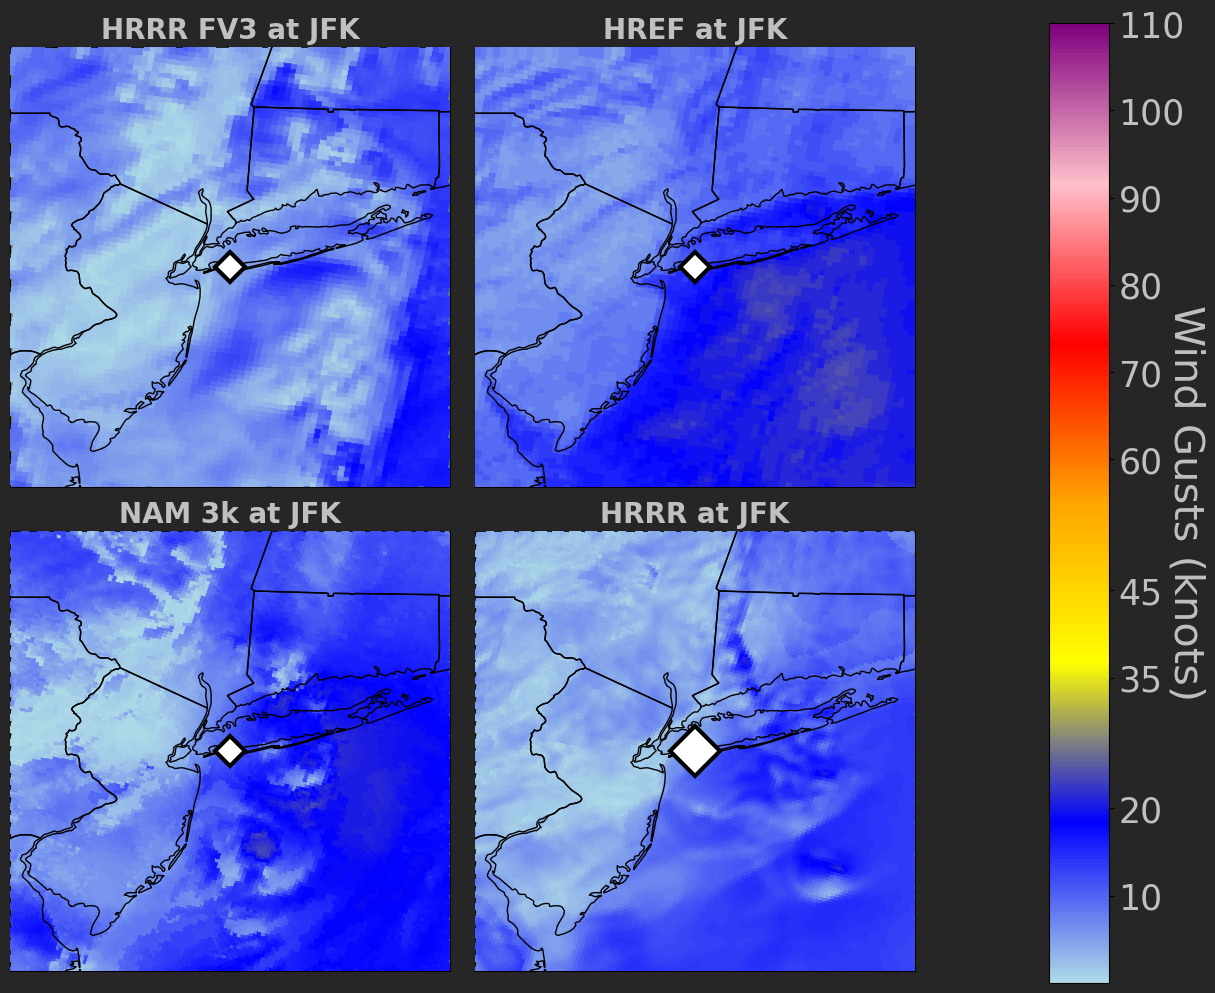 HRRR FV3 at JFK
HREF at JFK
NAM 3k at JFK
HRRR at JFK
110
100
90
80
70
60
45
35
20
10
Wind Gusts (knots)